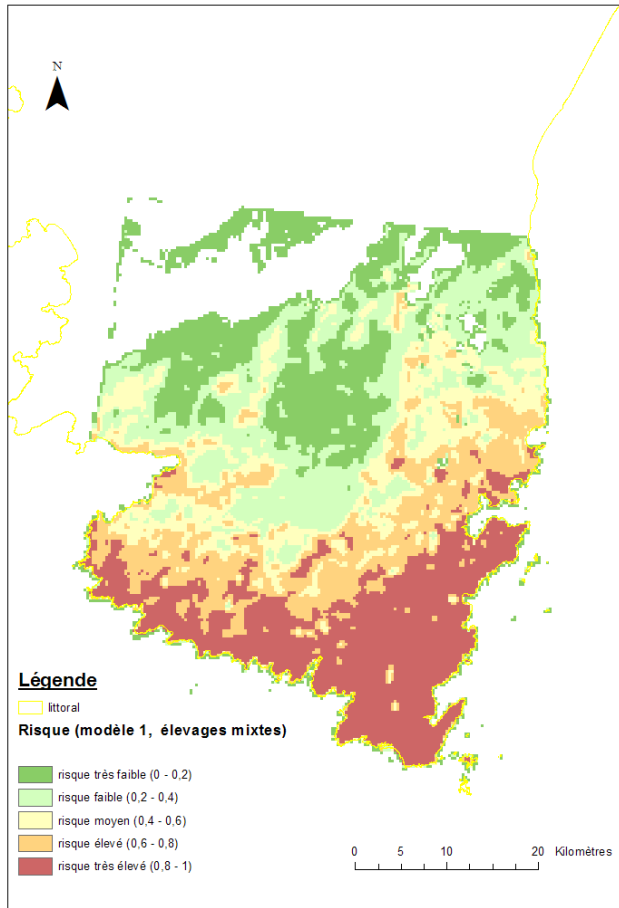 N
Légende
littoral
Risque (modèle 1, élevages mixtes)
risque très faible (0 - 0,2)
risque faible (0,2 - 0,4)
risque moyen (0,4 - 0,6)
risque élevé (0,6 - 0,8)
risque très élevé (0,8 - 1)
0 5 10 20 Kilométres